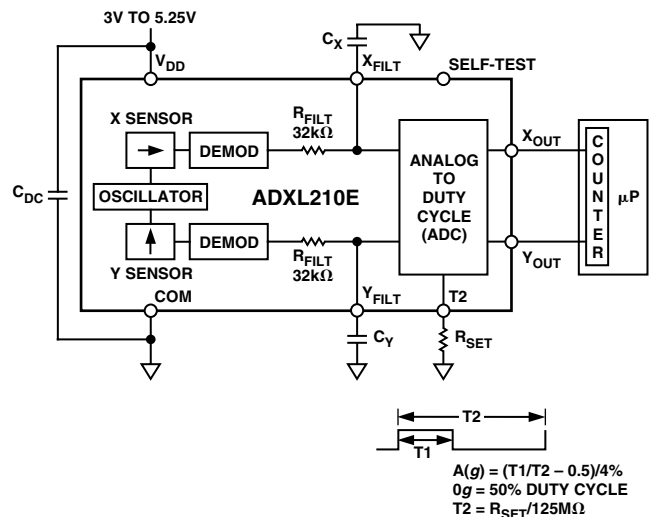 3V TO 5.25V
V_DD
C_X
X_FILT
SELF-TEST
X SENSOR
DEMOD
R_FILT
32kΩ
C_DC
OSCILLATOR
ADXL210E
ANALOG
TO
DUTY
CYCLE
(ADC)
X_OUT
COUNTER
µP
Y SENSOR
DEMOD
R_FILT
32kΩ
Y_OUT
COM
Y_FILT
T2
C_Y
R_SET
T2
T1
A(g) = (T1/T2 – 0.5)/4%
0g = 50% DUTY CYCLE
T2 = R_SET/125MΩ